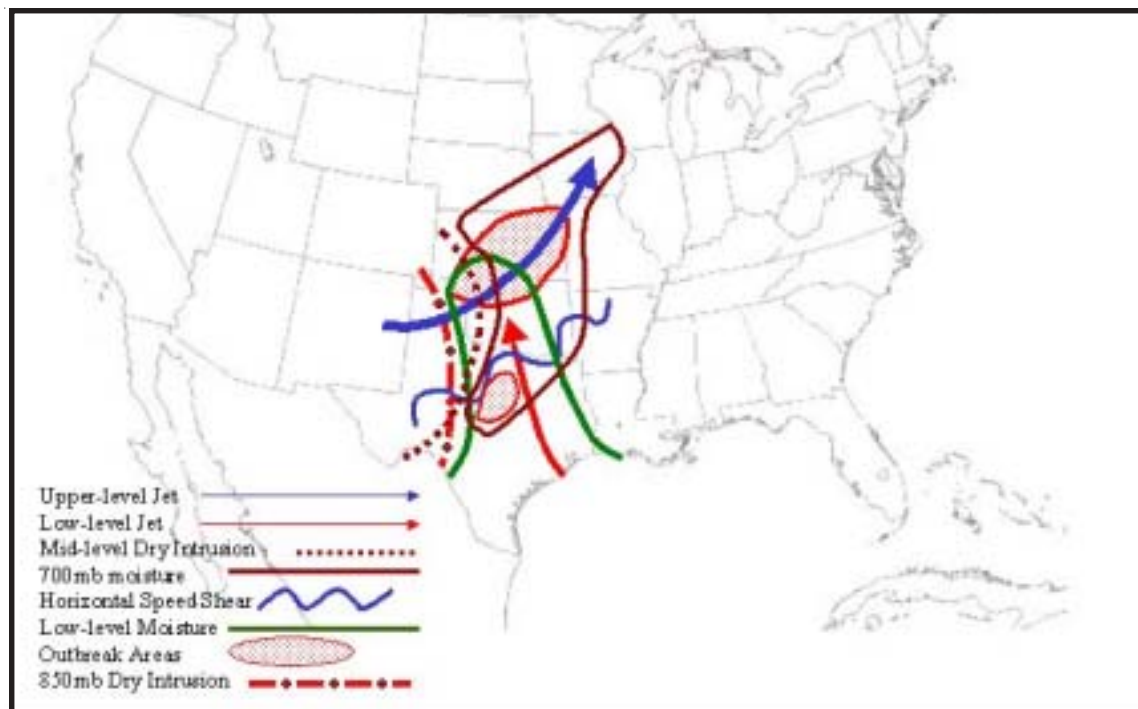 Upper-level Jet
Low-level Jet
Mid-level Dry Intrusion
700mb moisture
Horizontal Speed Shear
Low-level Moisture
Outbreak Areas
850mb Dry Intrusion